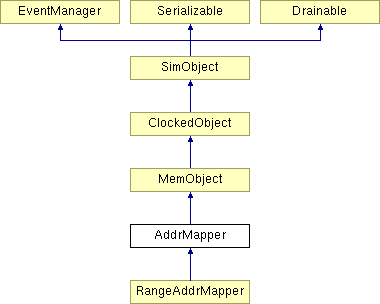 EventManager Serializable Drainable
SimObject
ClockedObject
MemObject
AddrMapper
RangeAddrMapper